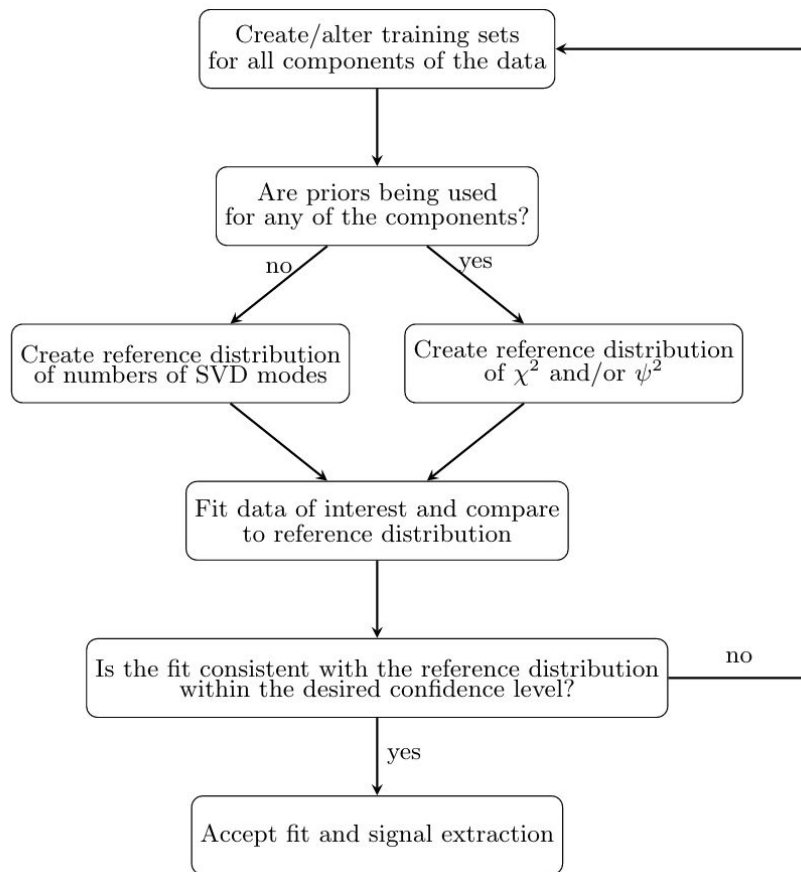 Create/alter training sets
for all components of the data
Are priors being used
for any of the components?
no
yes
Create reference distribution
of numbers of SVD modes
Create reference distribution
of χ² and/or ψ²
Fit data of interest and compare
to reference distribution
Is the fit consistent with the reference distribution
within the desired confidence level?
no
yes
Accept fit and signal extraction